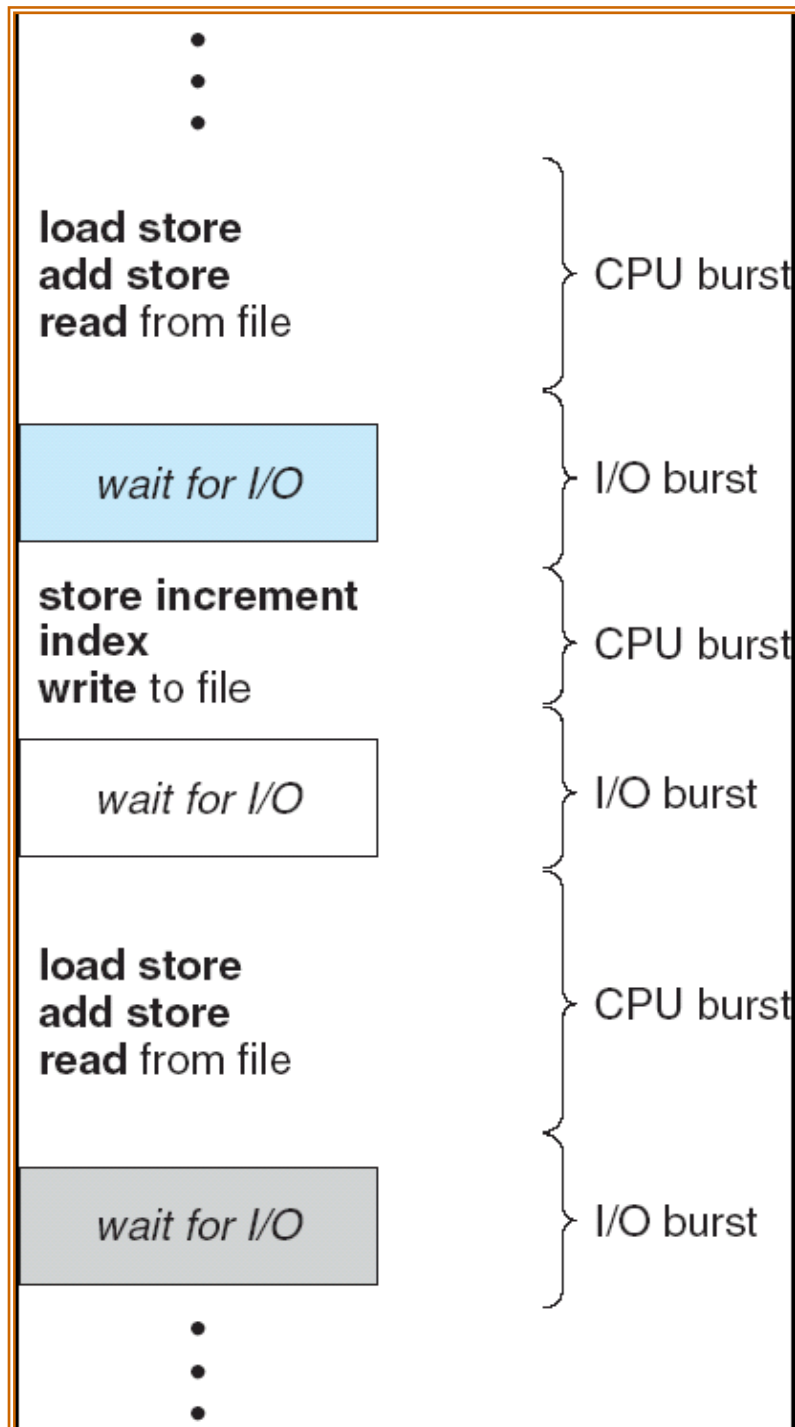 load store
add store
read from file
CPU burst
wait for I/O
I/O burst
store increment
index
write to file
CPU burst
wait for I/O
I/O burst
load store
add store
read from file
CPU burst
wait for I/O
I/O burst